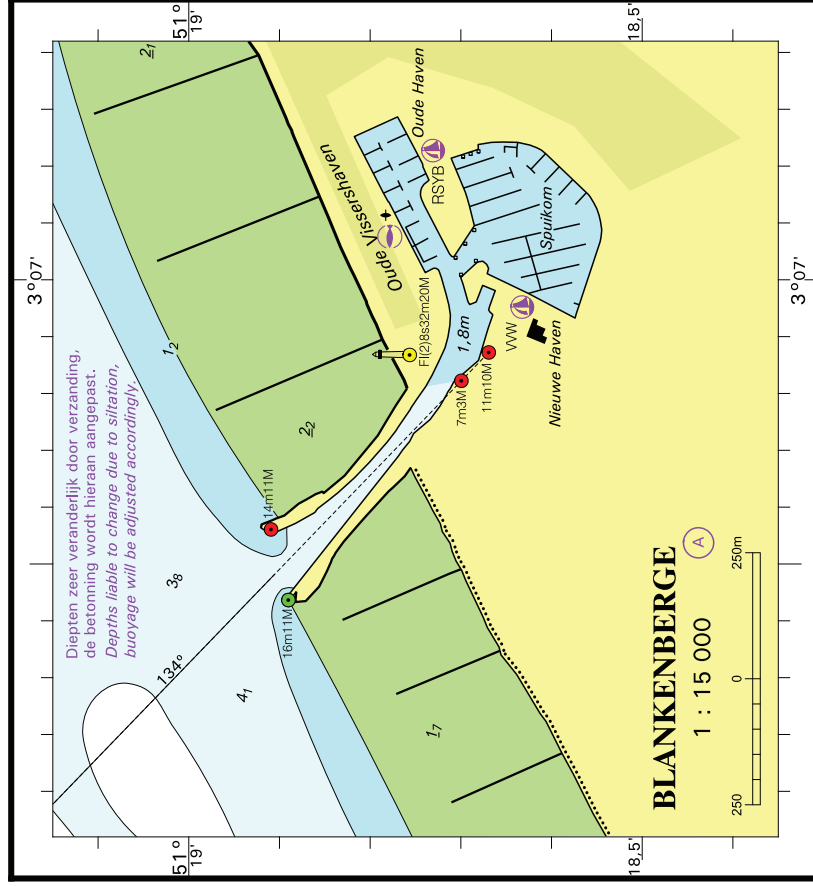 51°
19'
18,5'
3°07'
Diepten zeer veranderlijk door verzanding,
de betonning wordt hieraan aangepast.
Depths liable to change due to siltation,
buoyage will be adjusted accordingly.
2₁
1₂
2₂
3₈
4₁
1₇
134°
14m11M
16m11M
Oude Vissershaven
Oude Haven
RSYB
Spuikom
Fl(2)8s32m20M
1,8m
7m3M
11m10M
VVW
Nieuwe Haven
BLANKENBERGE
A
1 : 15 000
250
0
250m
51°
19'
18,5'
3°07'